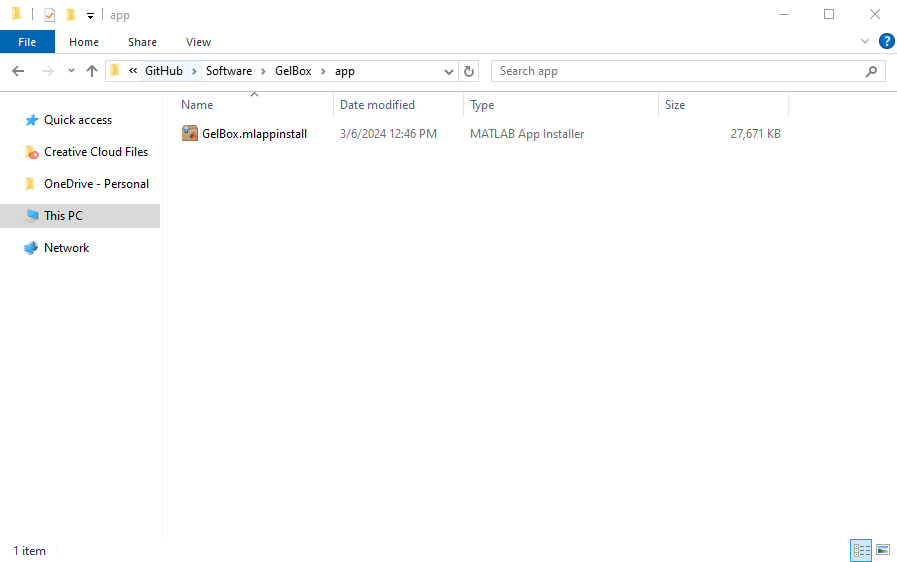 app
File Home Share View
« GitHub > Software > GelBox > app Search app
Name Date modified Type Size
Quick access
GelBox.mlappinstall 3/6/2024 12:46 PM MATLAB App Installer 27,671 KB
Creative Cloud Files
OneDrive - Personal
This PC
Network
1 item